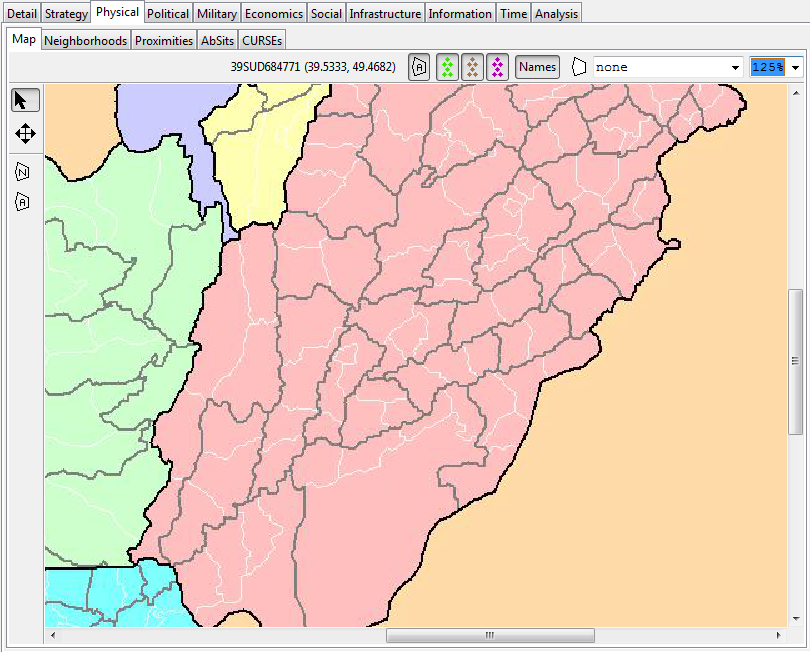 Detail Strategy Physical Political Military Economics Social Infrastructure Information Time Analysis
Map Neighborhoods Proximities AbSits CURSEs
39SUD684771 (39.5333, 49.4682) A Names none 125%
N
A